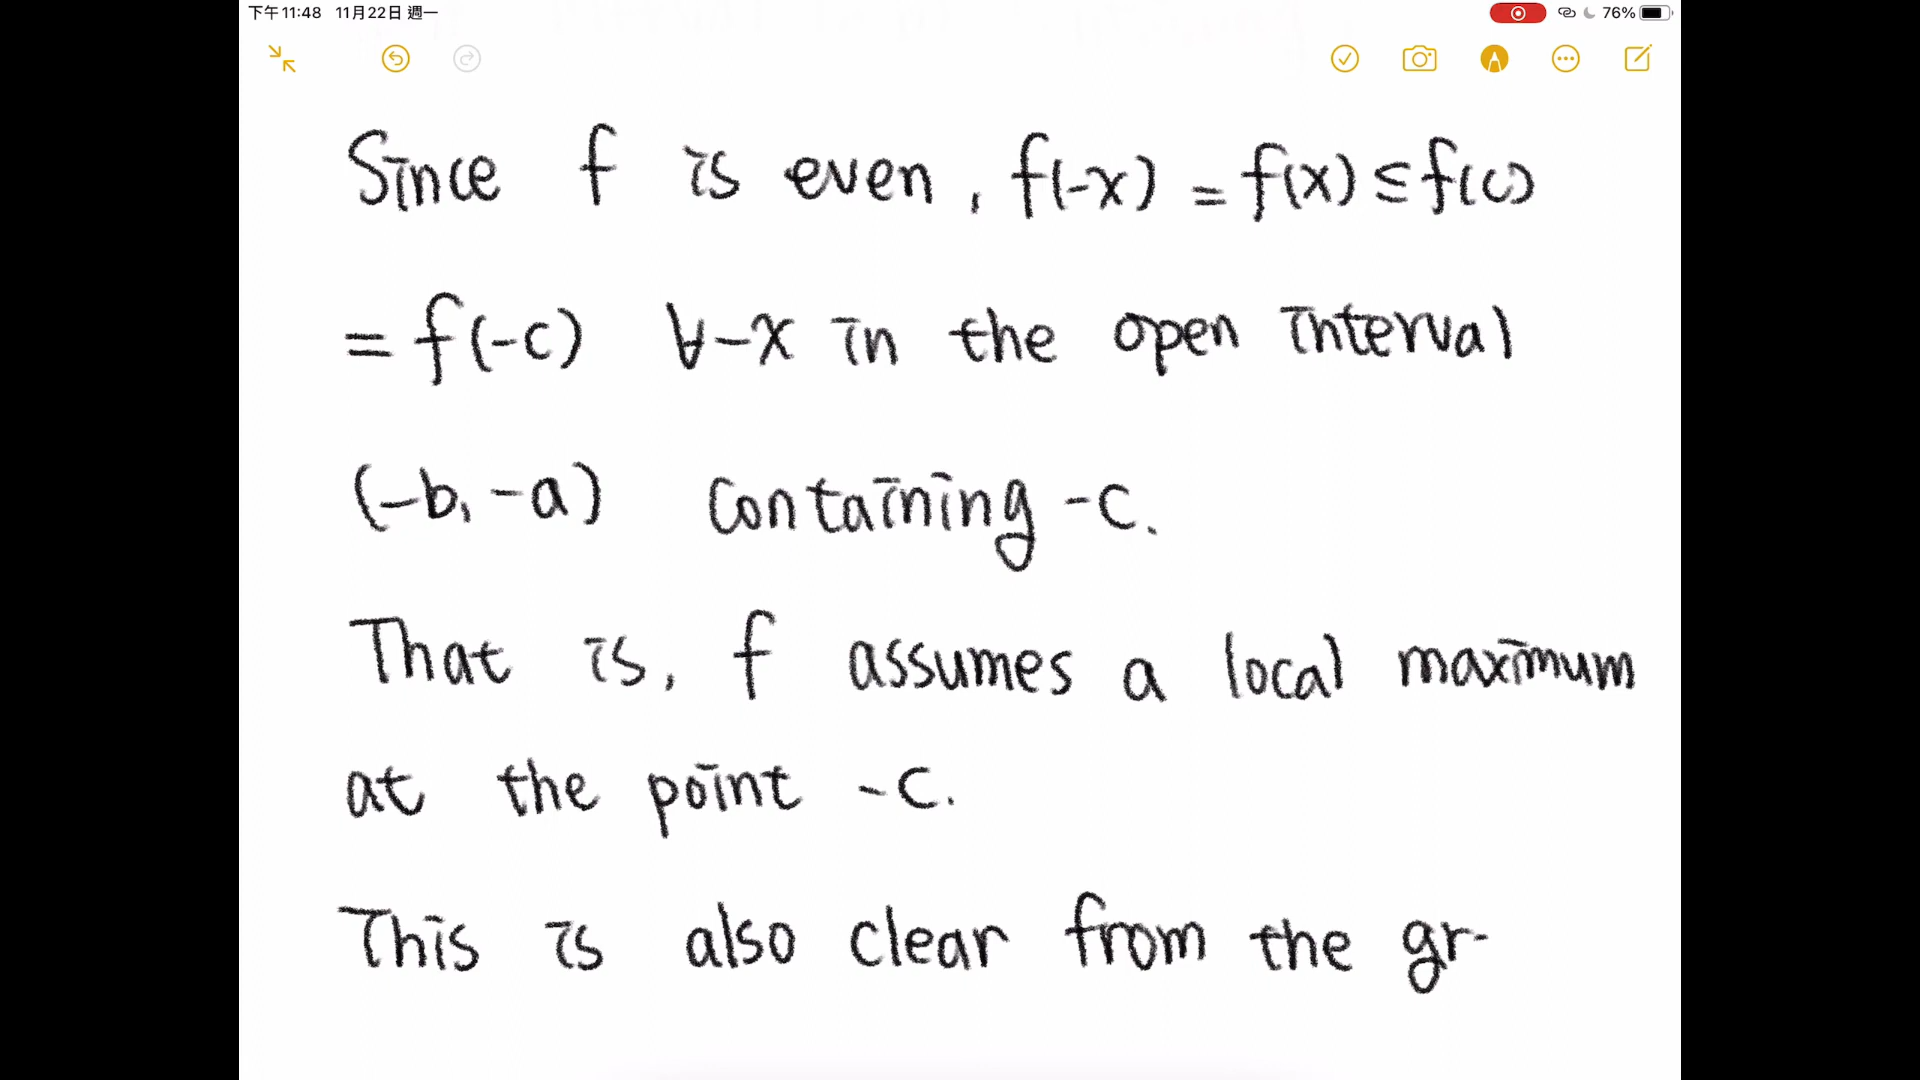 下午11:48 11月22日 週一 76%
Since f is even, f(-x) = f(x) ≤ f(c)
= f(-c) ∀-x in the open interval
(-b, -a) containing -c.
That is, f assumes a local maximum
at the point -c.
This is also clear from the gr-